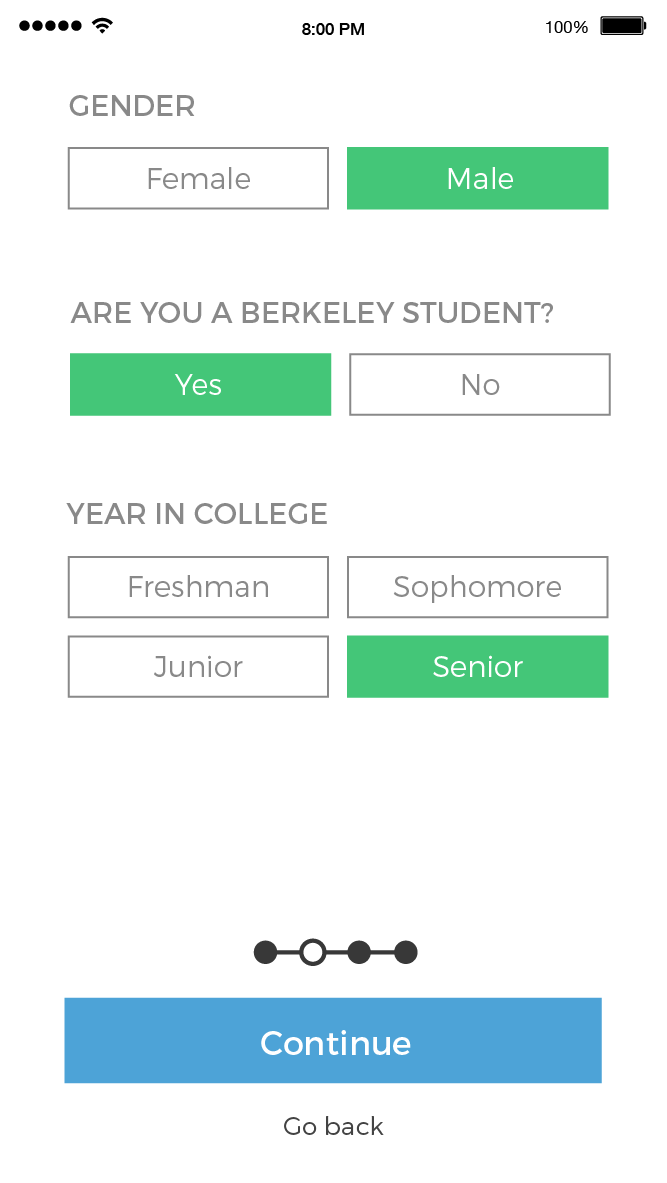 8:00 PM 100%
GENDER
Female Male
ARE YOU A BERKELEY STUDENT?
Yes No
YEAR IN COLLEGE
Freshman Sophomore
Junior Senior
Continue
Go back